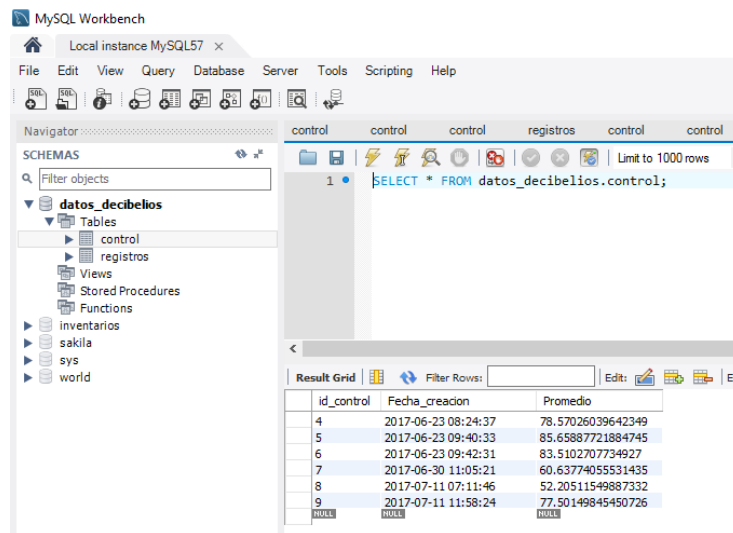 MySQL Workbench
Local instance MySQL57 ×
File Edit View Query Database Server Tools Scripting Help
Navigator
SCHEMAS
Filter objects
datos_decibelios
Tables
control
registros
Views
Stored Procedures
Functions
inventarios
sakila
sys
world
control control control registros control control
Limit to 1000 rows
1 SELECT * FROM datos_decibelios.control;
Result Grid Filter Rows: Edit: E
id_control Fecha_creacion Promedio
4 2017-06-23 08:24:37 78.57026039642349
5 2017-06-23 09:40:33 85.65887721884745
6 2017-06-23 09:42:31 83.5102707734927
7 2017-06-30 11:05:21 60.63774055531435
8 2017-07-11 07:11:46 52.20511549887332
9 2017-07-11 11:58:24 77.50149845450726
NULL NULL NULL